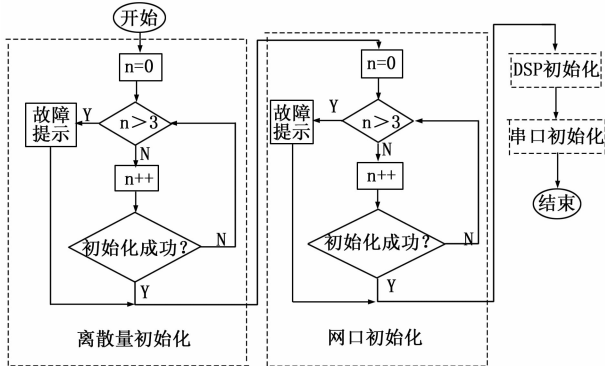 开始
n=0
n＞3
Y
故障
提示
N
n++
初始化成功？
N
Y
离散量初始化
n=0
n＞3
Y
故障
提示
N
n++
初始化成功？
N
Y
网口初始化
DSP初始化
串口初始化
结束